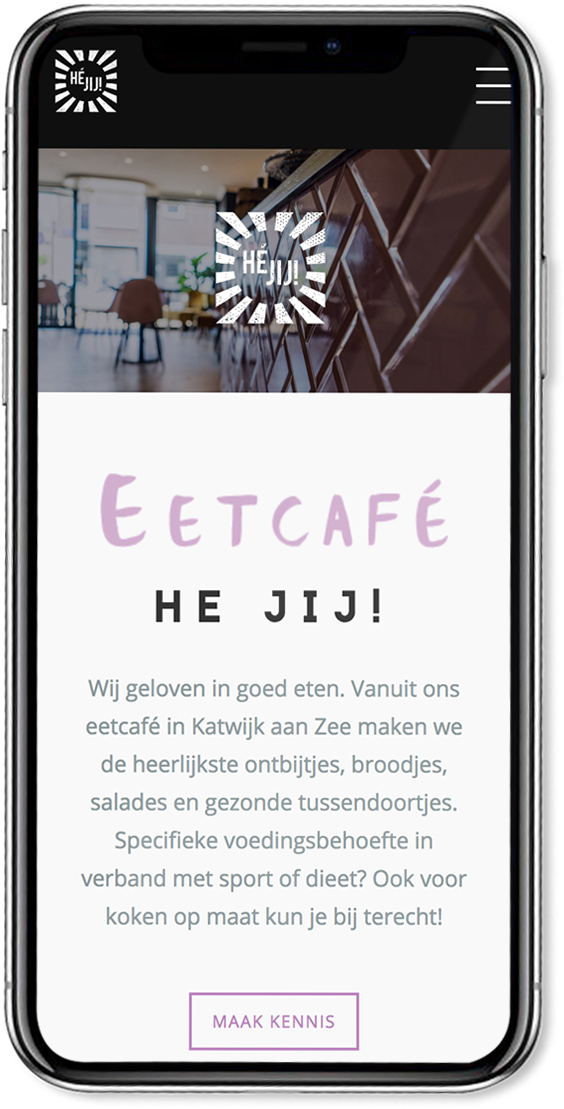 HÉ
JIJ!
HÉ
JIJ!
EETCAFÉ
HE JIJ!
Wij geloven in goed eten. Vanuit ons
eetcafé in Katwijk aan Zee maken we
de heerlijkste ontbijtjes, broodjes,
salades en gezonde tussendoortjes.
Specifieke voedingsbehoefte in
verband met sport of dieet? Ook voor
koken op maat kun je bij terecht!
MAAK KENNIS